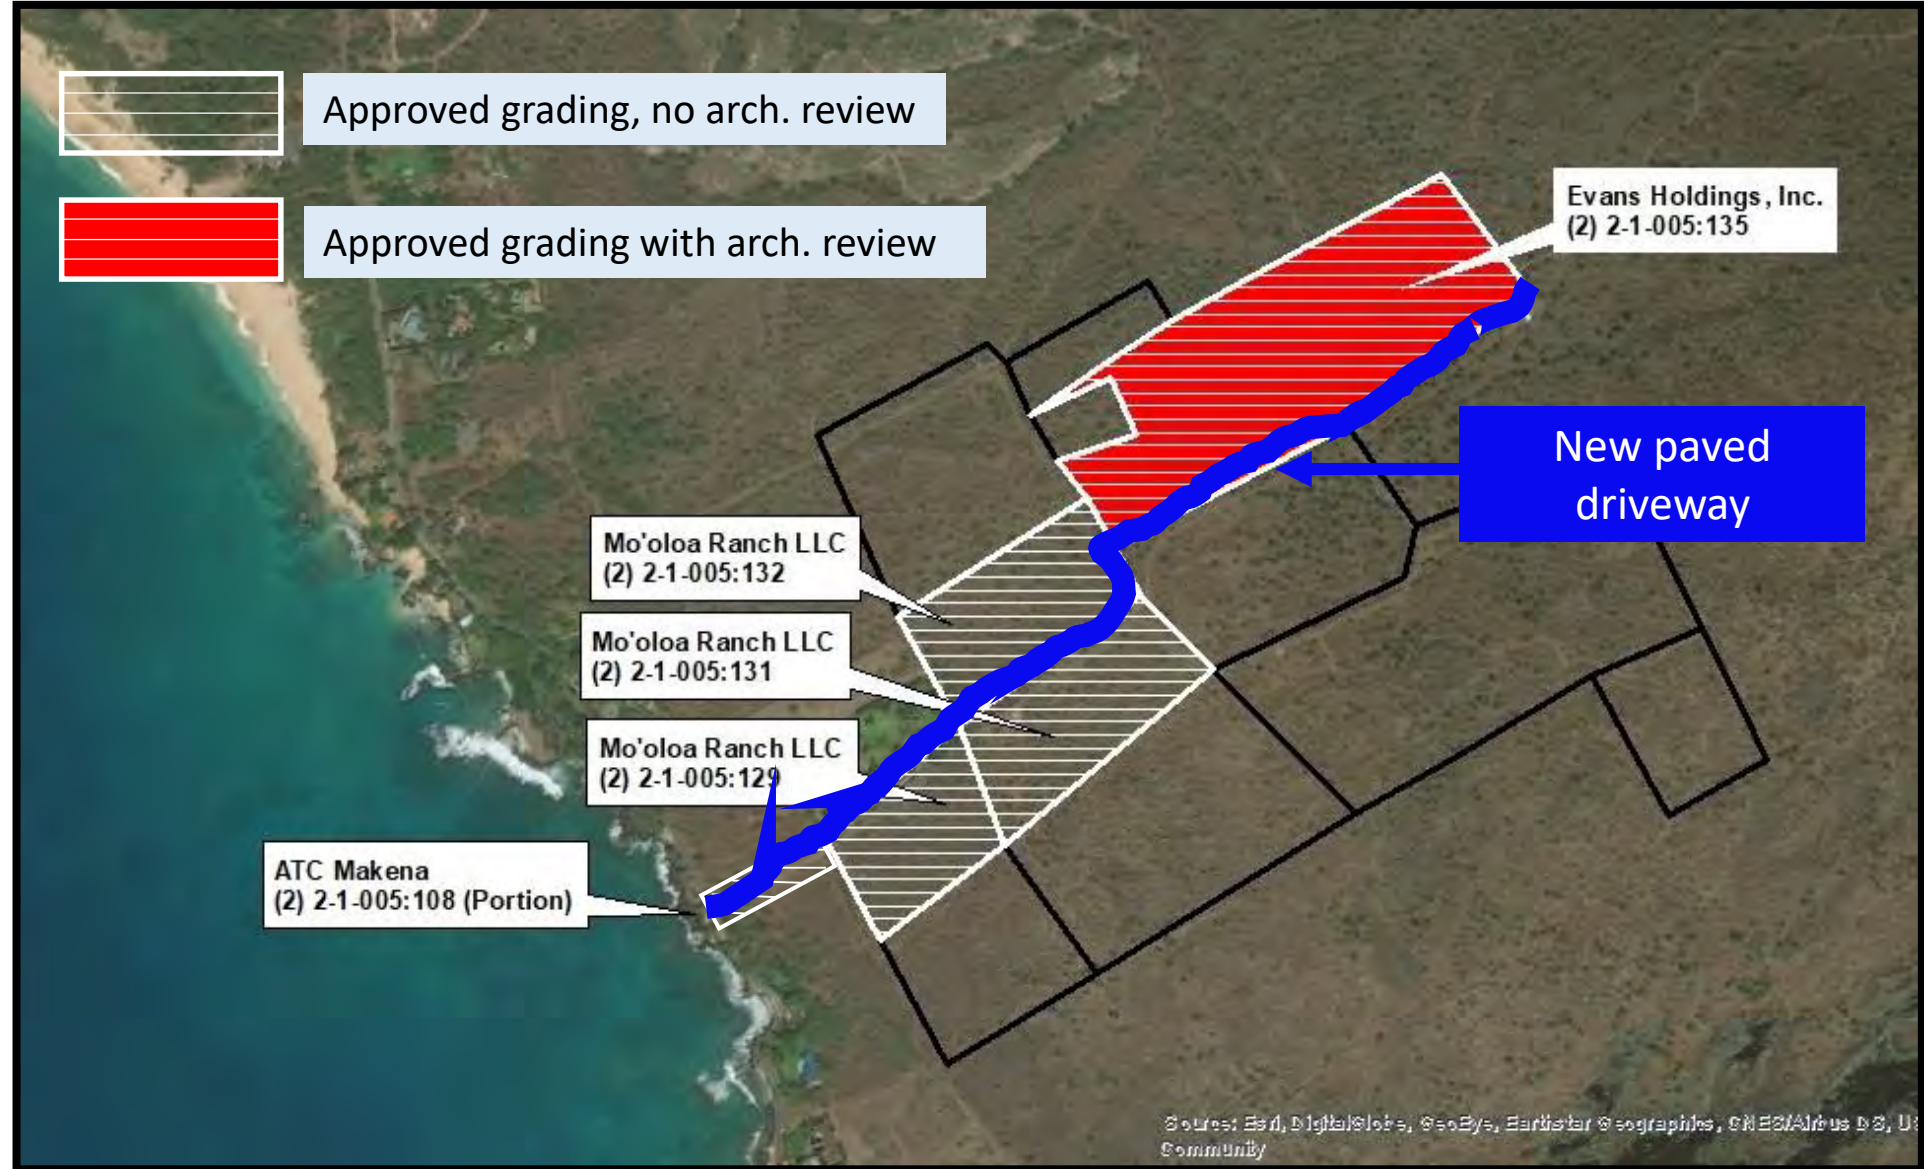 Approved grading, no arch. review
Approved grading with arch. review
Evans Holdings, Inc.
(2) 2-1-005:135
New paved
driveway
Mo'oloa Ranch LLC
(2) 2-1-005:132
Mo'oloa Ranch LLC
(2) 2-1-005:131
Mo'oloa Ranch LLC
(2) 2-1-005:129
ATC Makena
(2) 2-1-005:108 (Portion)
Source: Esri, DigitalGlobe, GeoEye, Earthstar Geographics, CNES/Airbus DS, US
Community